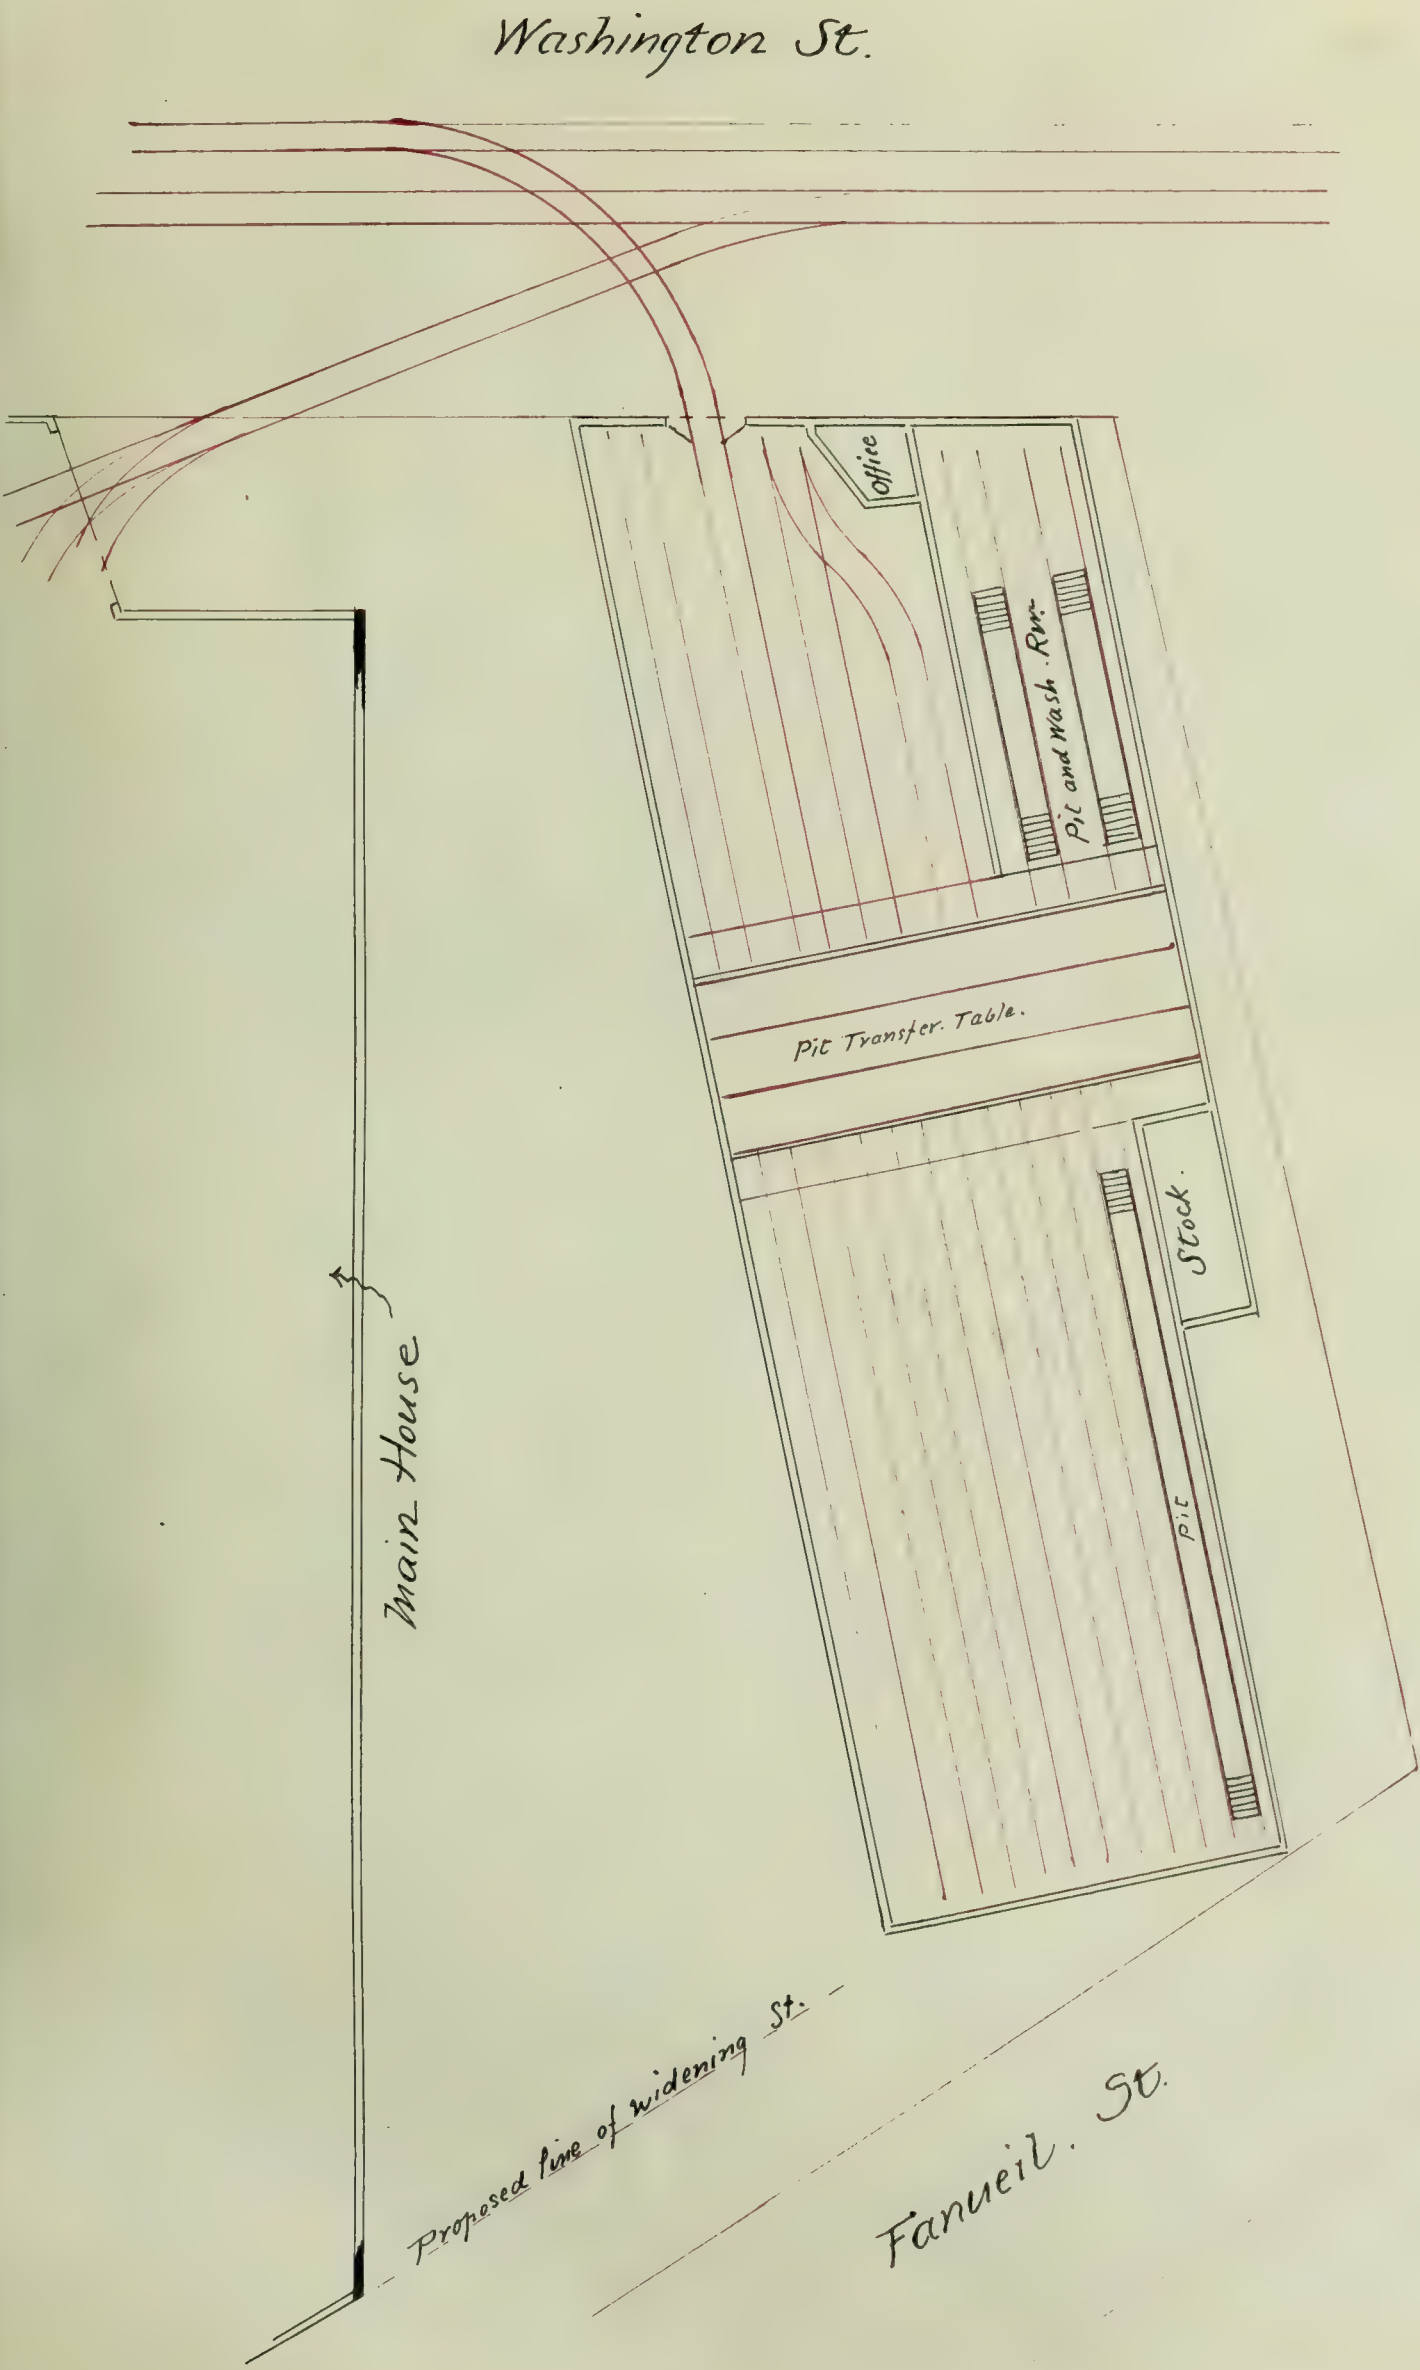 Washington St.
Office
Pit and Wash. Rm.
Pit Transfer. Table.
Stock.
Main House
Pit
Proposed line of widening St.
Fanueil. St.